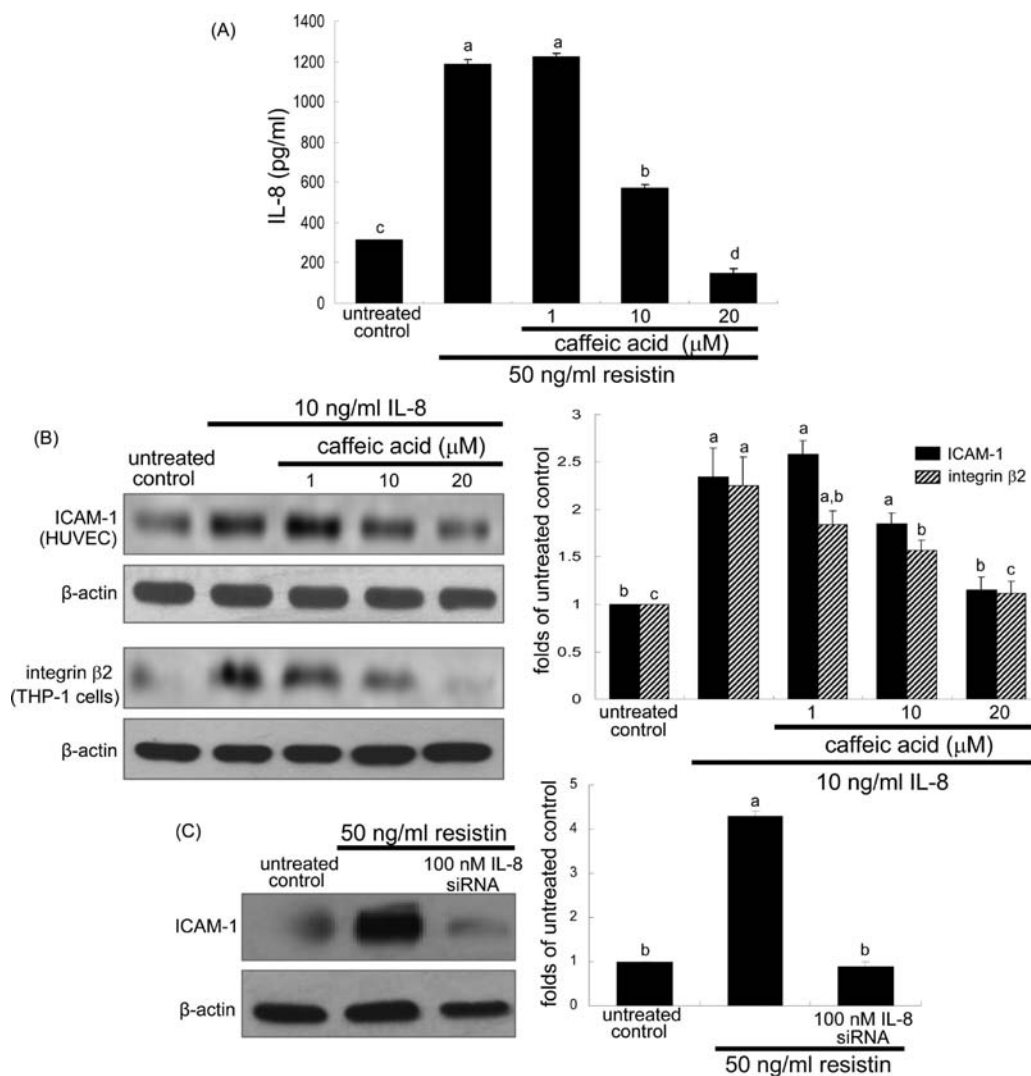 (A)
IL-8 (pg/ml)
1400
1200
1000
800
600
400
200
0
c
a
a
b
d
untreated
control
1 10 20
caffeic acid (μM)
50 ng/ml resistin
(B)
10 ng/ml IL-8
caffeic acid (μM)
untreated
control
1 10 20
ICAM-1
(HUVEC)
β-actin
integrin β2
(THP-1 cells)
β-actin
folds of untreated control
3
2.5
2
1.5
1
0.5
0
ICAM-1
integrin β2
b c
a a
a
a,b
a
b
b c
untreated
control
1 10 20
caffeic acid (μM)
10 ng/ml IL-8
(C)
50 ng/ml resistin
untreated
control
100 nM IL-8
siRNA
ICAM-1
β-actin
folds of untreated control
5
4
3
2
1
0
b
a
b
untreated
control
100 nM IL-8
siRNA
50 ng/ml resistin